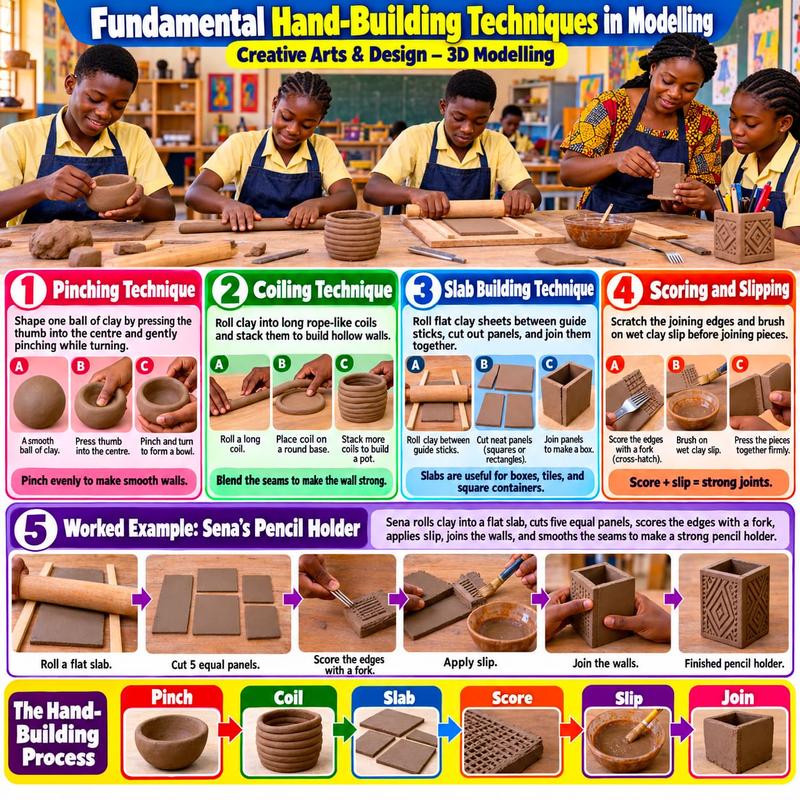 Fundamental Hand-Building Techniques in Modelling
Creative Arts & Design – 3D Modelling
1 Pinching Technique
Shape one ball of clay by pressing the
thumb into the centre and gently
pinching while turning.
A
B
C
A smooth
ball of clay.
Press thumb
into the centre.
Pinch and turn
to form a bowl.
Pinch evenly to make smooth walls.
2 Coiling Technique
Roll clay into long rope-like coils
and stack them to build hollow walls.
A
B
C
Roll a long
coil.
Place coil on
a round base.
Stack more
coils to build
a pot.
Blend the seams to make the wall strong.
3 Slab Building Technique
Roll flat clay sheets between guide
sticks, cut out panels, and join them
together.
A
B
C
Roll clay between
guide sticks.
Cut neat panels
(squares or
rectangles).
Join panels
to make a box.
Slabs are useful for boxes, tiles, and
square containers.
4 Scoring and Slipping
Scratch the joining edges and brush
on wet clay slip before joining pieces.
A
B
C
Score the edges
with a fork
(cross-hatch).
Brush on
wet clay slip.
Press the pieces
together firmly.
Score + slip = strong joints.
5 Worked Example: Sena's Pencil Holder
Sena rolls clay into a flat slab, cuts five equal panels, scores the edges with a fork,
applies slip, joins the walls, and smooths the seams to make a strong pencil holder.
Roll a flat slab.
Cut 5 equal panels.
Score the edges
with a fork.
Apply slip.
Join the walls.
Finished pencil holder.
The Hand-
Building
Process
Pinch
Coil
Slab
Score
Slip
Join